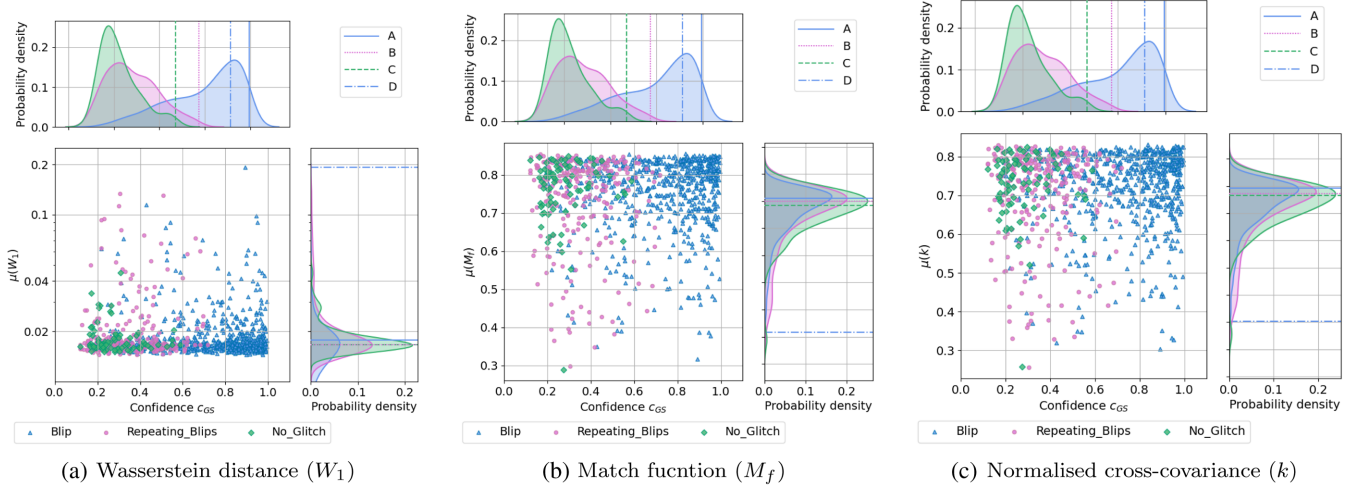 Probability density
0.2
0.1
0.0
A
B
C
D
μ(W₁)
0.2
0.1
0.04
0.02
0.0 0.2 0.4 0.6 0.8 1.0
Confidence c_GS
0.0 0.1 0.2
Probability density
Blip Repeating_Blips No_Glitch
(a) Wasserstein distance (W₁)
Probability density
0.2
0.1
0.0
A
B
C
D
μ(M_f)
0.9
0.8
0.7
0.6
0.5
0.4
0.3
0.0 0.2 0.4 0.6 0.8 1.0
Confidence c_GS
0.0 0.1 0.2
Probability density
Blip Repeating_Blips No_Glitch
(b) Match fucntion (M_f)
Probability density
0.2
0.1
0.0
A
B
C
D
μ(k)
0.8
0.7
0.6
0.5
0.4
0.3
0.0 0.2 0.4 0.6 0.8 1.0
Confidence c_GS
0.0 0.1 0.2
Probability density
Blip Repeating_Blips No_Glitch
(c) Normalised cross-covariance (k)